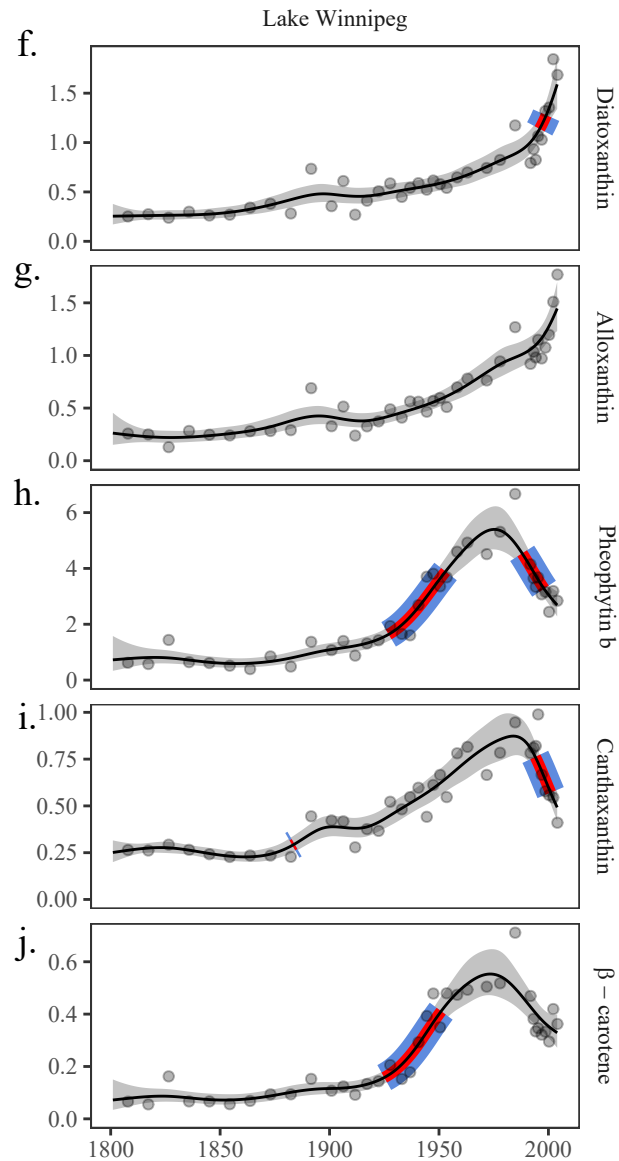 Lake Winnipeg
f.
1.5
1.0
0.5
0.0
Diatoxanthin
g.
1.5
1.0
0.5
0.0
Alloxanthin
h.
6
4
2
0
Pheophytin b
i.
1.00
0.75
0.50
0.25
0.00
Canthaxanthin
j.
0.6
0.4
0.2
0.0
β − carotene
1800 1850 1900 1950 2000